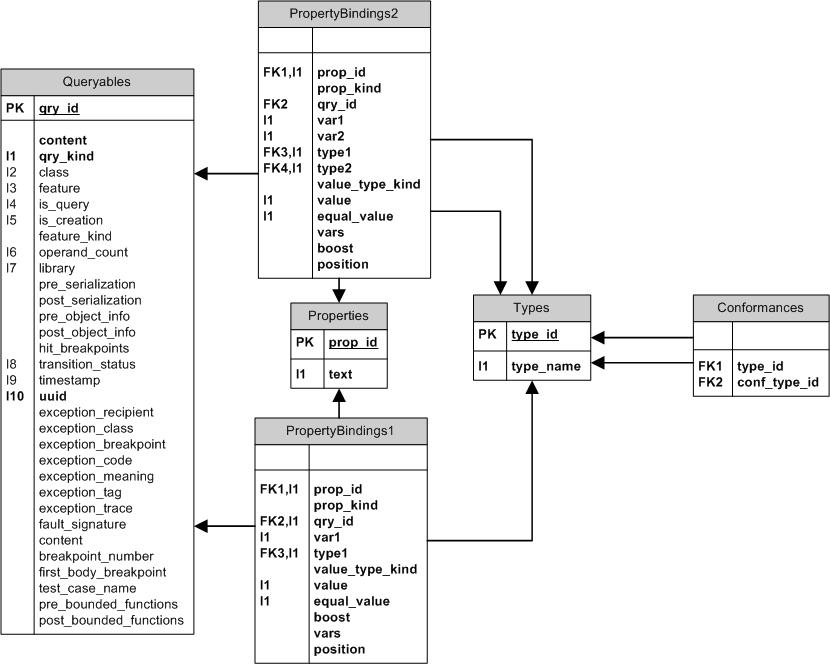 PropertyBindings2
FK1,I1 prop_id
prop_kind
FK2 qry_id
I1 var1
I1 var2
FK3,I1 type1
FK4,I1 type2
value_type_kind
I1 value
I1 equal_value
vars
boost
position
Queryables
PK qry_id
content
I1 qry_kind
I2 class
I3 feature
I4 is_query
I5 is_creation
feature_kind
I6 operand_count
I7 library
pre_serialization
post_serialization
pre_object_info
post_object_info
hit_breakpoints
I8 transition_status
I9 timestamp
I10 uuid
exception_recipient
exception_class
exception_breakpoint
exception_code
exception_meaning
exception_tag
exception_trace
fault_signature
content
breakpoint_number
first_body_breakpoint
test_case_name
pre_bounded_functions
post_bounded_functions
Properties
PK prop_id
I1 text
Types
PK type_id
I1 type_name
Conformances
FK1 type_id
FK2 conf_type_id
PropertyBindings1
FK1,I1 prop_id
prop_kind
FK2,I1 qry_id
I1 var1
FK3,I1 type1
value_type_kind
I1 value
I1 equal_value
boost
vars
position